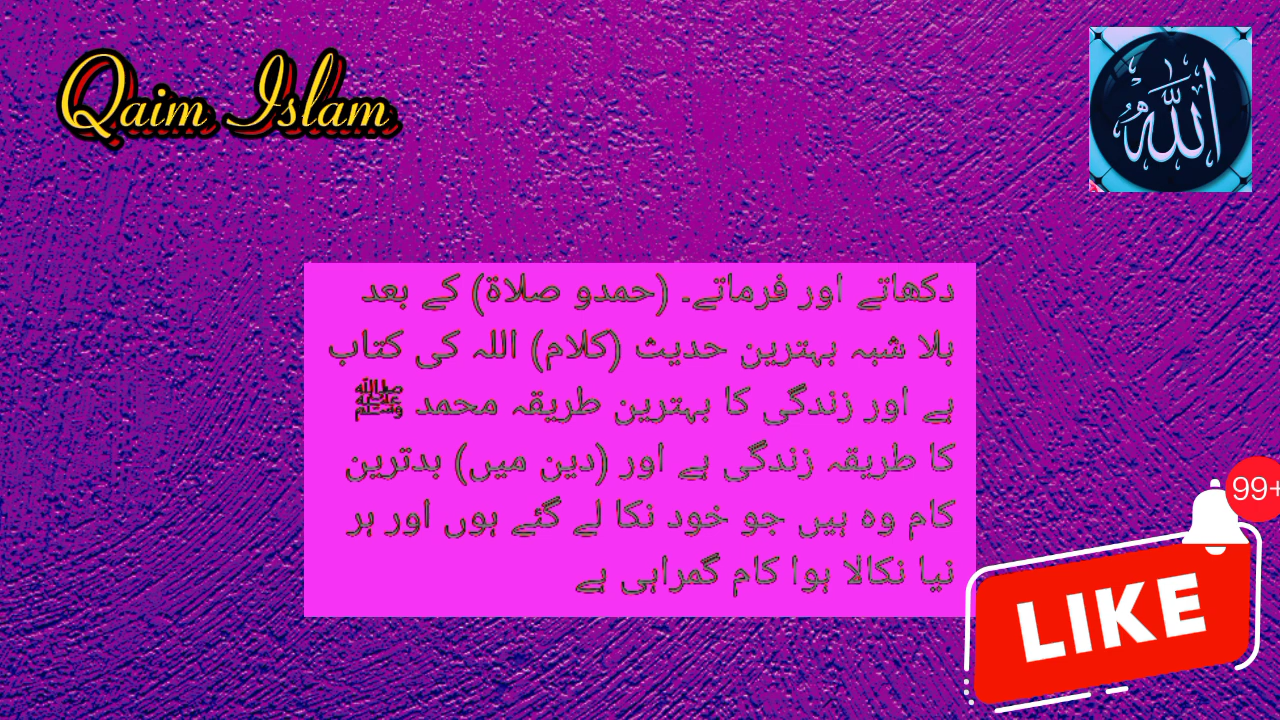 Qaim Islam
الله
دکھاتے اور فرماتے۔ (حمدو صلاۃ) کے بعد
بلا شبہ بہترین حدیث (کلام) اللہ کی کتاب
ہے اور زندگی کا بہترین طریقہ محمد ﷺ
کا طریقہ زندگی ہے اور (دین میں) بدترین
کام وہ ہیں جو خود نکا لے گئے ہوں اور ہر
نیا نکالا ہوا کام گمراہی ہے
99+
LIKE